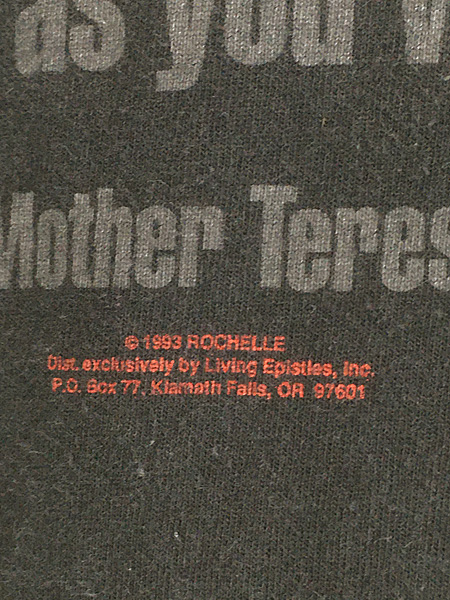 as you
Mother Teres
© 1993 ROCHELLE
Dist. exclusively by Living Epistles, Inc.
P.O. Box 77, Klamath Falls, OR 97601